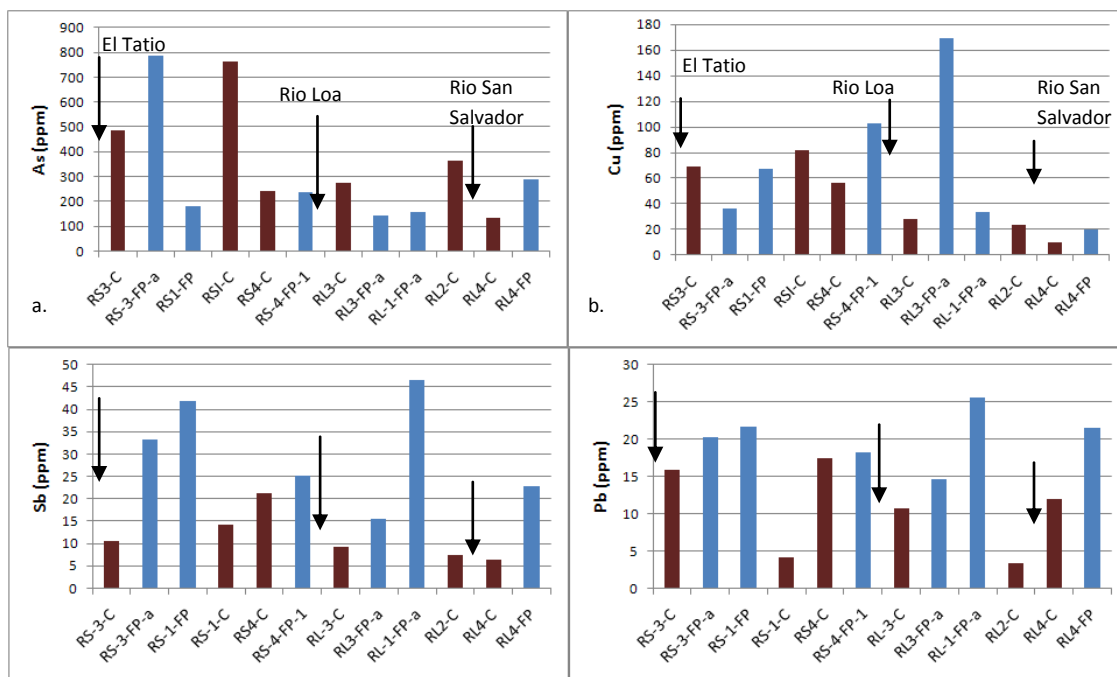 El Tatio
Rio Loa
Rio San
Salvador
As (ppm)
900
800
700
600
500
400
300
200
100
0
RS3-C
RS-3-FP-a
RS1-FP
RSI-C
RS4-C
RS-4-FP-1
RL3-C
RL3-FP-a
RL-1-FP-a
RL2-C
RL4-C
RL4-FP
a.
El Tatio
Rio Loa
Rio San
Salvador
Cu (ppm)
180
160
140
120
100
80
60
40
20
0
RS3-C
RS-3-FP-a
RS1-FP
RSI-C
RS4-C
RS-4-FP-1
RL3-C
RL3-FP-a
RL-1-FP-a
RL2-C
RL4-C
RL4-FP
b.
Sb (ppm)
50
45
40
35
30
25
20
15
10
5
0
RS-3-C
RS-3-FP-a
RS-1-FP
RS-1-C
RS4-C
RS-4-FP-1
RL-3-C
RL3-FP-a
RL-1-FP-a
RL2-C
RL4-C
RL4-FP
Pb (ppm)
30
25
20
15
10
5
0
RS-3-C
RS-3-FP-a
RS-1-FP
RS-1-C
RS4-C
RS-4-FP-1
RL-3-C
RL3-FP-a
RL-1-FP-a
RL2-C
RL4-C
RL4-FP